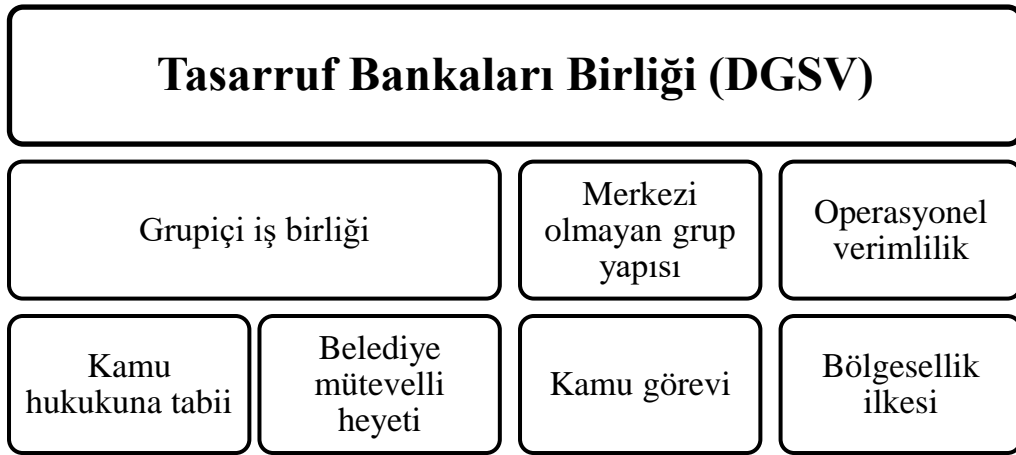 Tasarruf Bankaları Birliği (DGSV)
Grupiçi iş birliği
Merkezi
olmayan grup
yapısı
Operasyonel
verimlilik
Kamu
hukukuna tabii
Belediye
mütevelli
heyeti
Kamu görevi
Bölgesellik
ilkesi